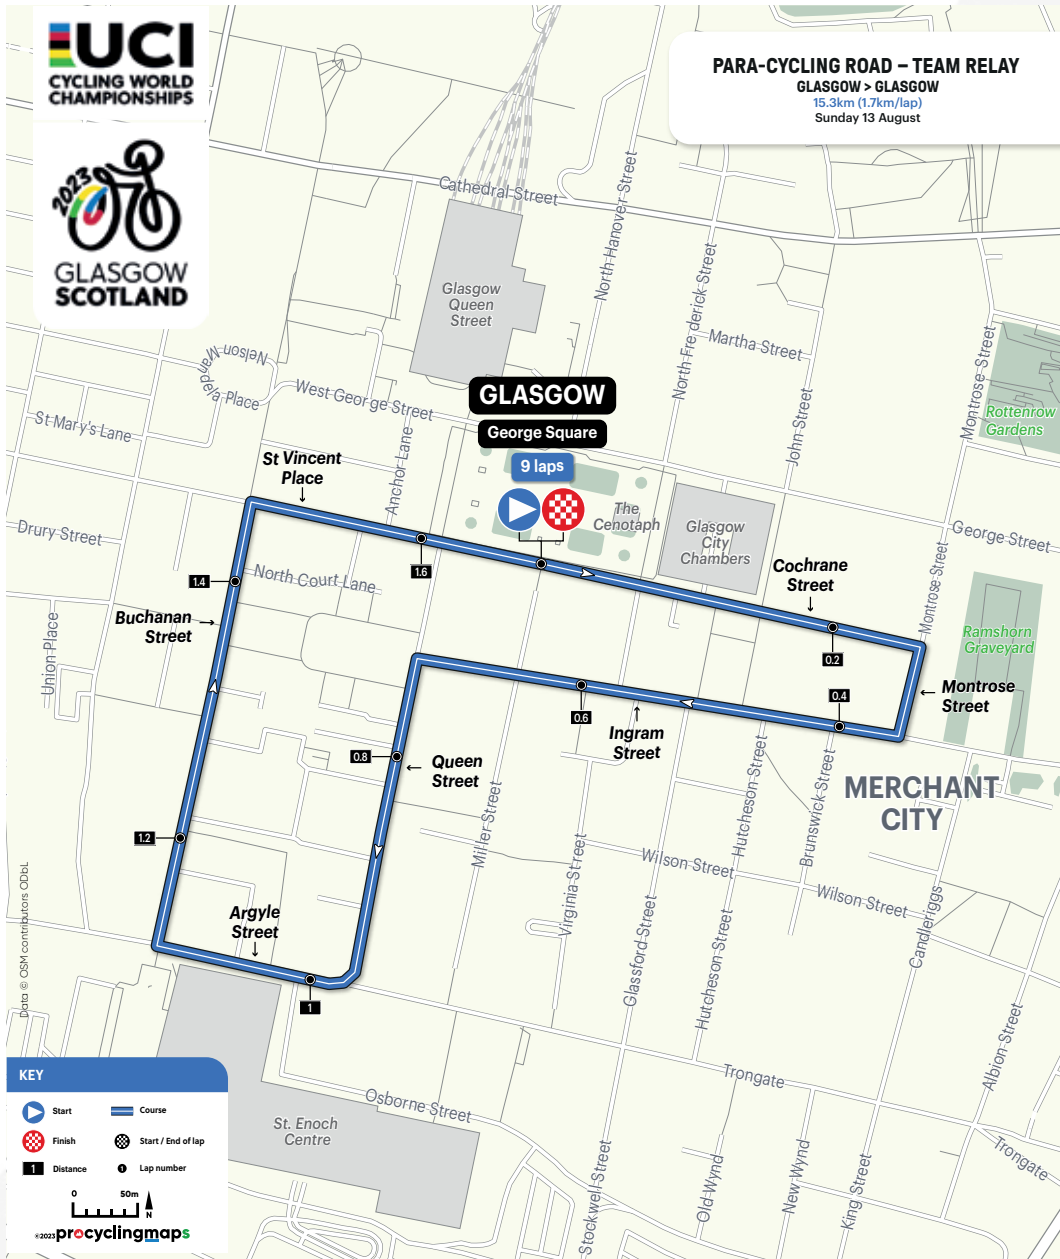 UCI
CYCLING WORLD
CHAMPIONSHIPS
2023
GLASGOW
SCOTLAND
PARA-CYCLING ROAD – TEAM RELAY
GLASGOW > GLASGOW
15.3km (1.7km/lap)
Sunday 13 August
Cathedral Street
North Hanover Street
North Frederick Street
Glasgow
Queen
Street
Martha Street
Montrose Street
Nelson Mandela Place
West George Street
St Mary's Lane
John Street
Rottenrow
Gardens
GLASGOW
George Square
9 laps
St Vincent
Place
Anchor Lane
The
Cenotaph
Glasgow
City
Chambers
Drury Street
George Street
Cochrane
Street
1.6
1.4
North Court Lane
Montrose Street
Buchanan
Street
Union Place
Ramshorn
Graveyard
0.2
0.4
Montrose
Street
0.6
Ingram
Street
0.8
Queen
Street
MERCHANT
CITY
Miller Street
Hutcheson Street
Brunswick Street
1.2
Virginia Street
Wilson Street
Wilson Street
Argyle
Street
Candleriggs
Glassford Street
Hutcheson Street
1
Data © OSM contributors ODbL
Albion Street
Trongate
Osborne Street
St. Enoch
Centre
Trongate
Stockwell Street
Old Wynd
New Wynd
King Street
KEY
Start
Course
Finish
Start / End of lap
1
Distance
1
Lap number
0
50m
N
©2023 procyclingmaps